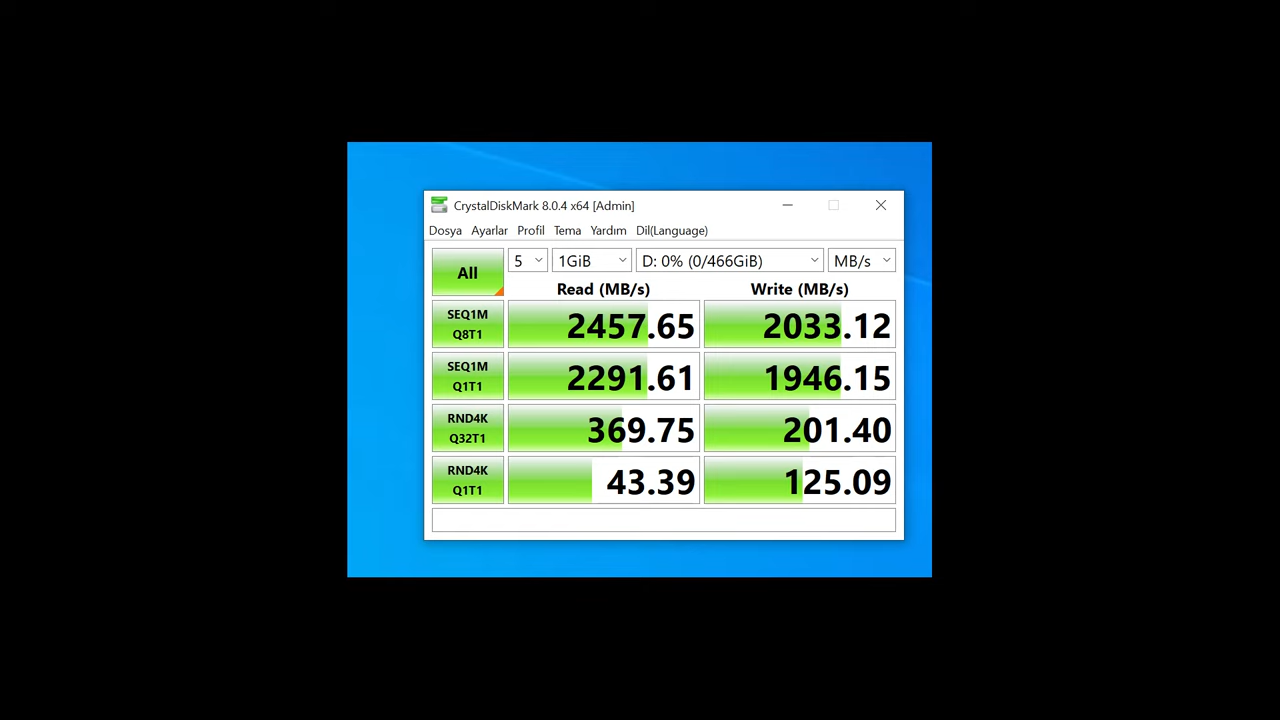 CrystalDiskMark 8.0.4 x64 [Admin]
Dosya Ayarlar Profil Tema Yardım Dil(Language)
All 5 1GiB D: 0% (0/466GiB) MB/s
Read (MB/s) Write (MB/s)
SEQ1M Q8T1 2457.65 2033.12
SEQ1M Q1T1 2291.61 1946.15
RND4K Q32T1 369.75 201.40
RND4K Q1T1 43.39 125.09